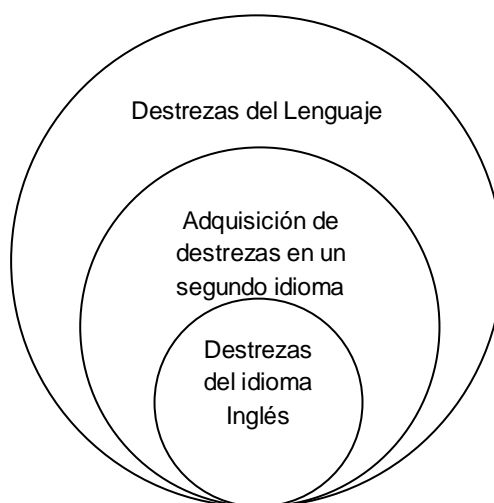 Destrezas del Lenguaje
Adquisición de
destrezas en un
segundo idioma
Destrezas
del idioma
Inglés